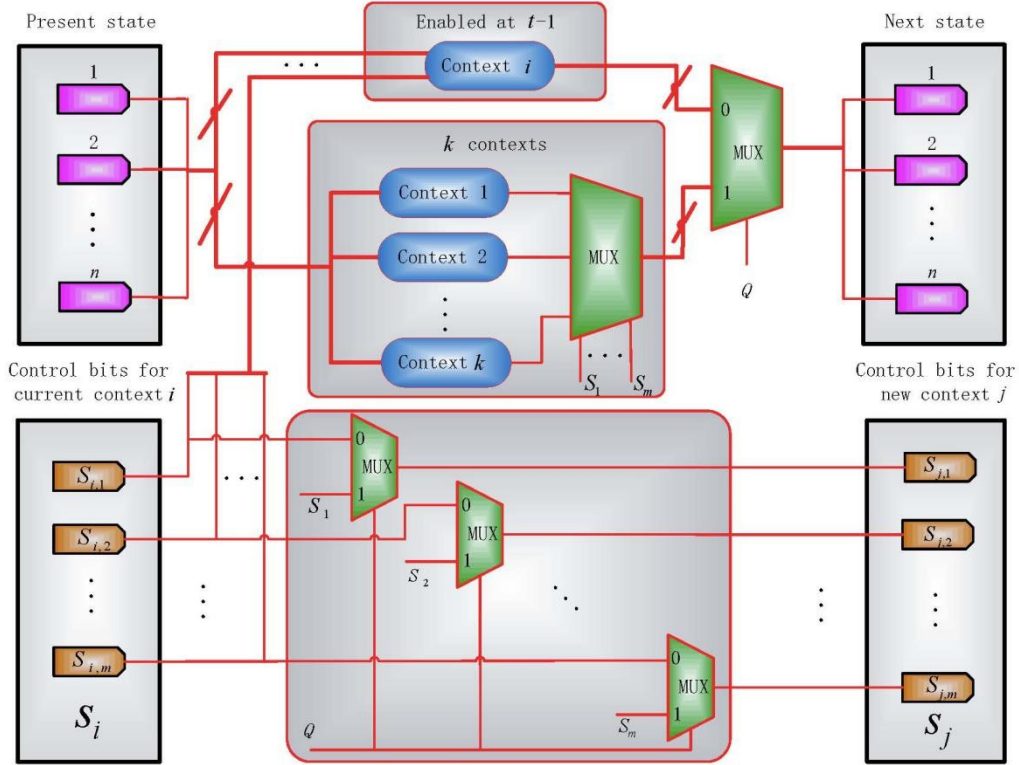 Present state
Enabled at t-1
Next state
Context i
1
2
n
0
MUX
1
Q
1
2
n
k contexts
Context 1
Context 2
Context k
MUX
S₁ ... Sₘ
Control bits for
current context i
Control bits for
new context j
Sᵢ,₁
Sᵢ,₂
Sᵢ,ₘ
Sᵢ
0
MUX
1
S₁
0
MUX
1
S₂
0
MUX
1
Sₘ
Q
Sⱼ,₁
Sⱼ,₂
Sⱼ,ₘ
Sⱼ